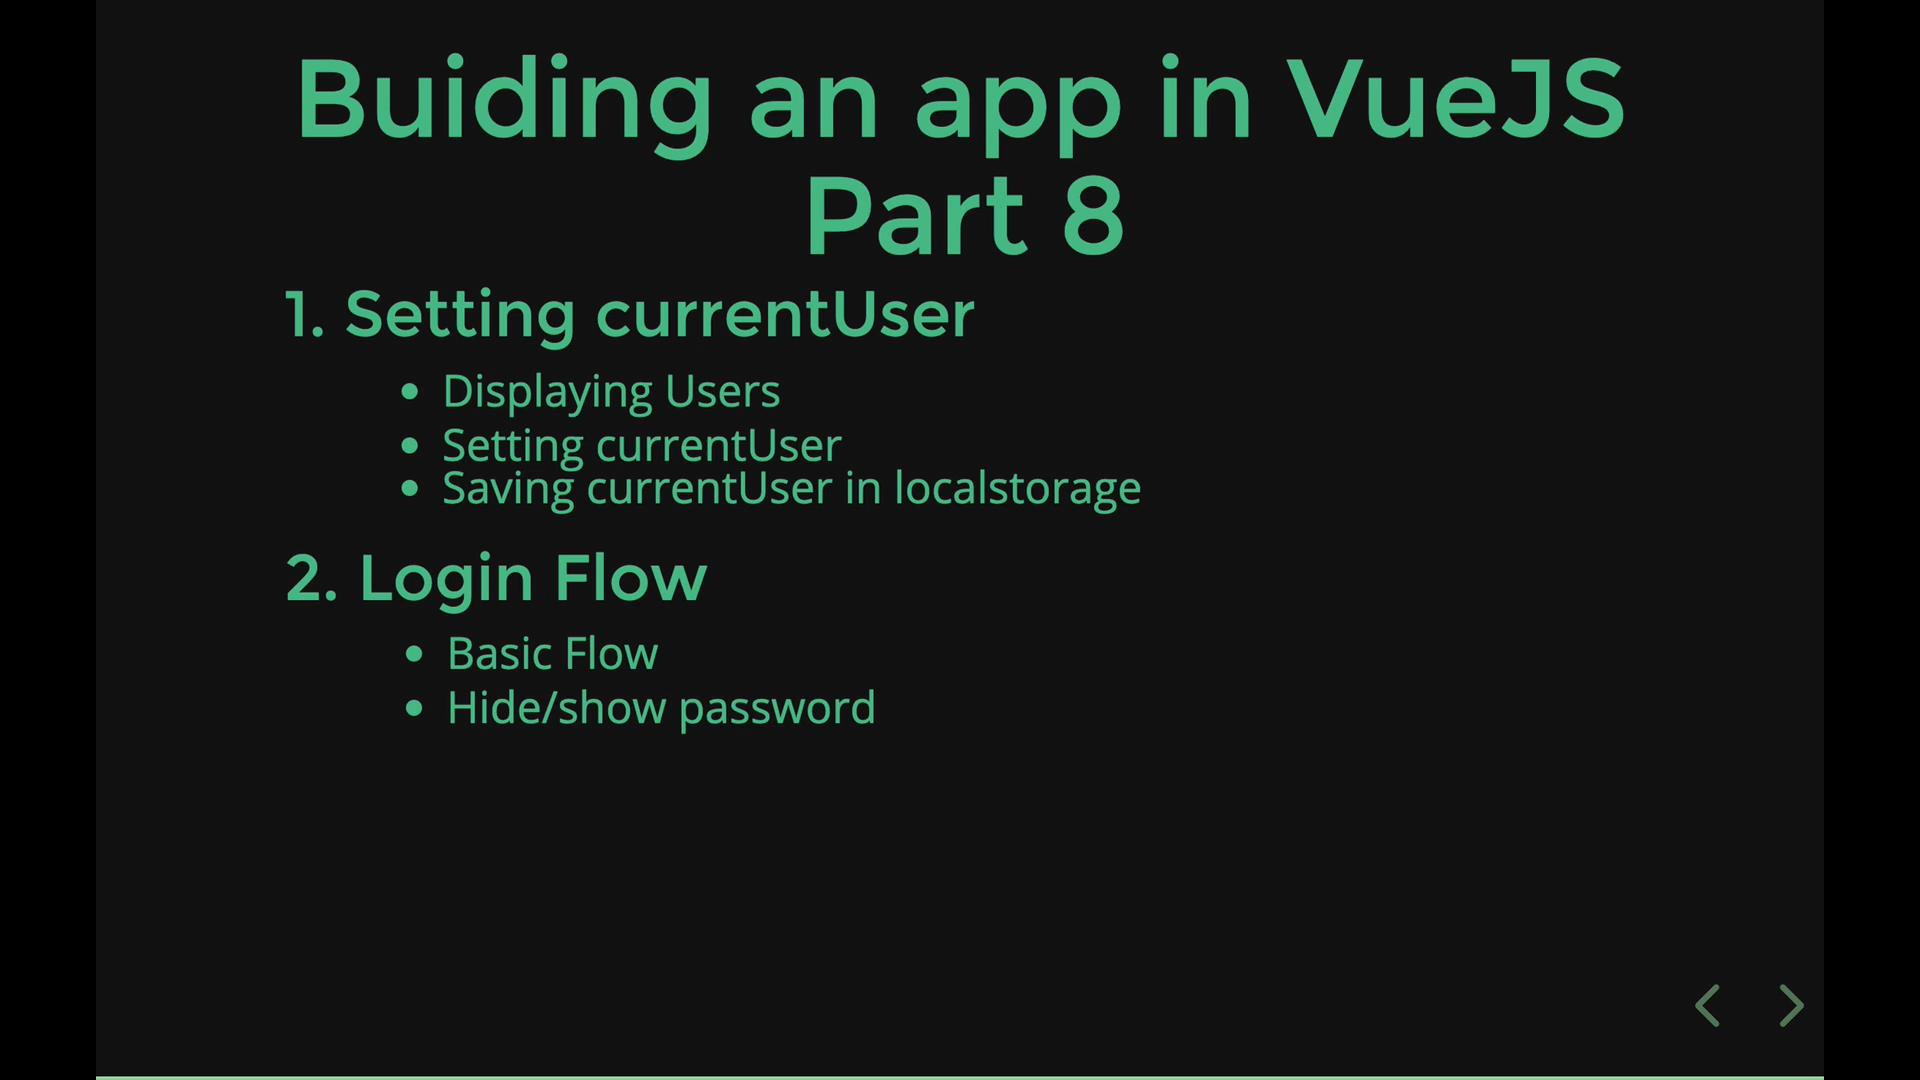 Buiding an app in VueJS
Part 8
1. Setting currentUser
• Displaying Users
• Setting currentUser
• Saving currentUser in localstorage
2. Login Flow
• Basic Flow
• Hide/show password